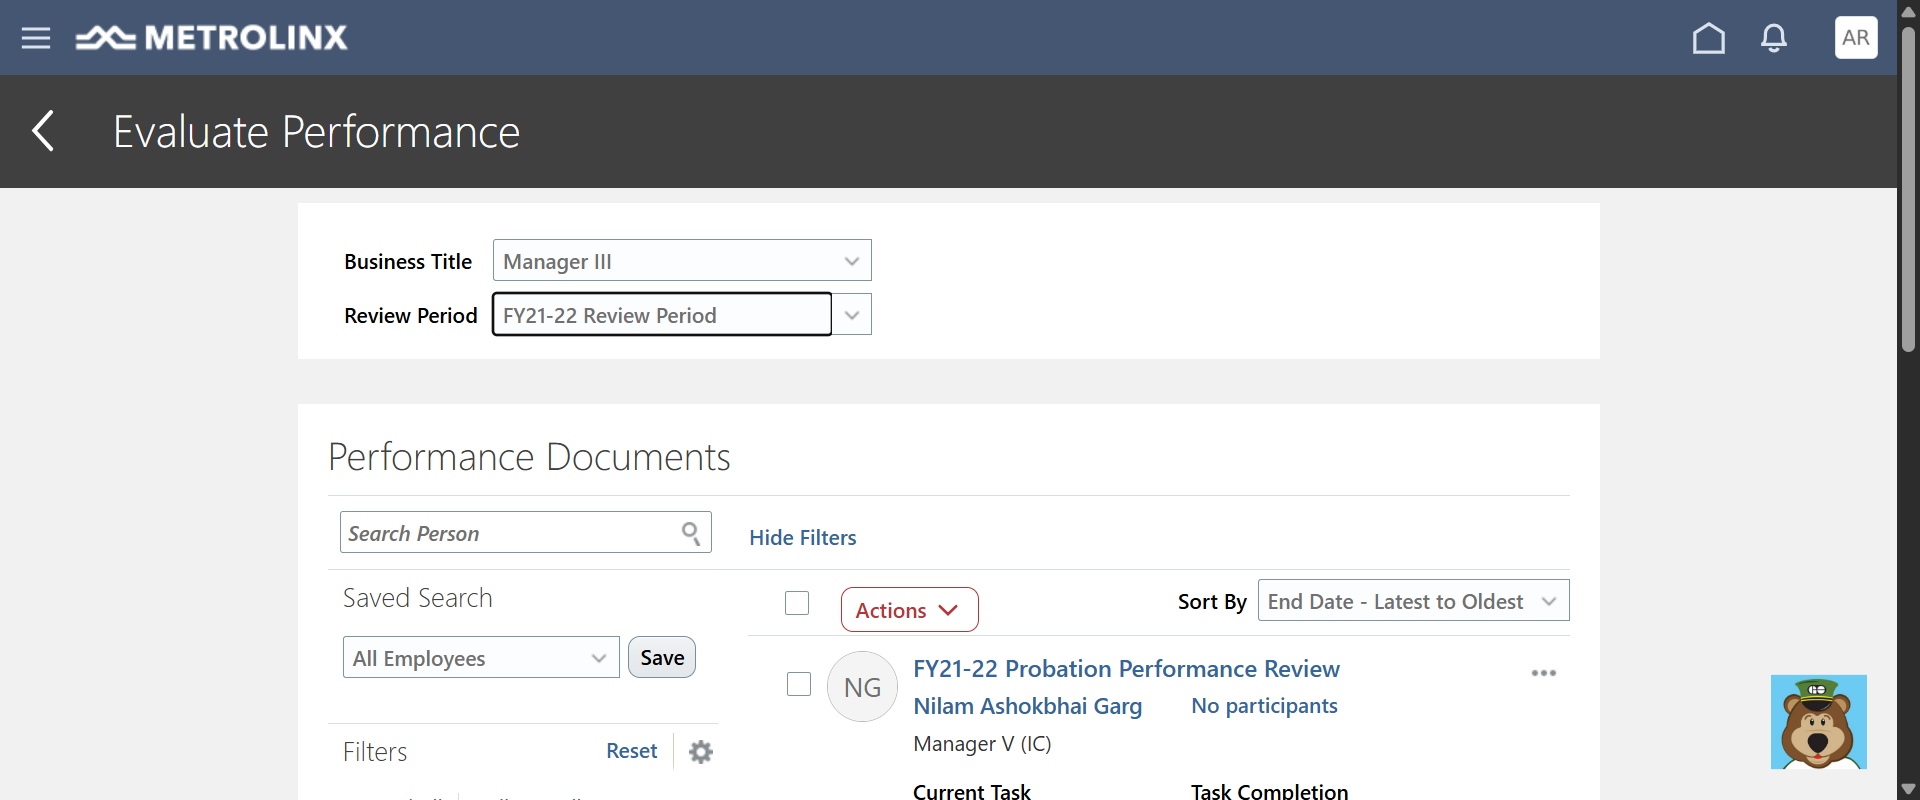 METROLINX
AR
Evaluate Performance
Business Title
Manager III
Review Period
FY21-22 Review Period
Performance Documents
Search Person
Hide Filters
Saved Search
Actions
Sort By
End Date - Latest to Oldest
All Employees
Save
NG
FY21-22 Probation Performance Review
Nilam Ashokbhai Garg
No participants
Manager V (IC)
Filters
Reset
Current Task
Task Completion